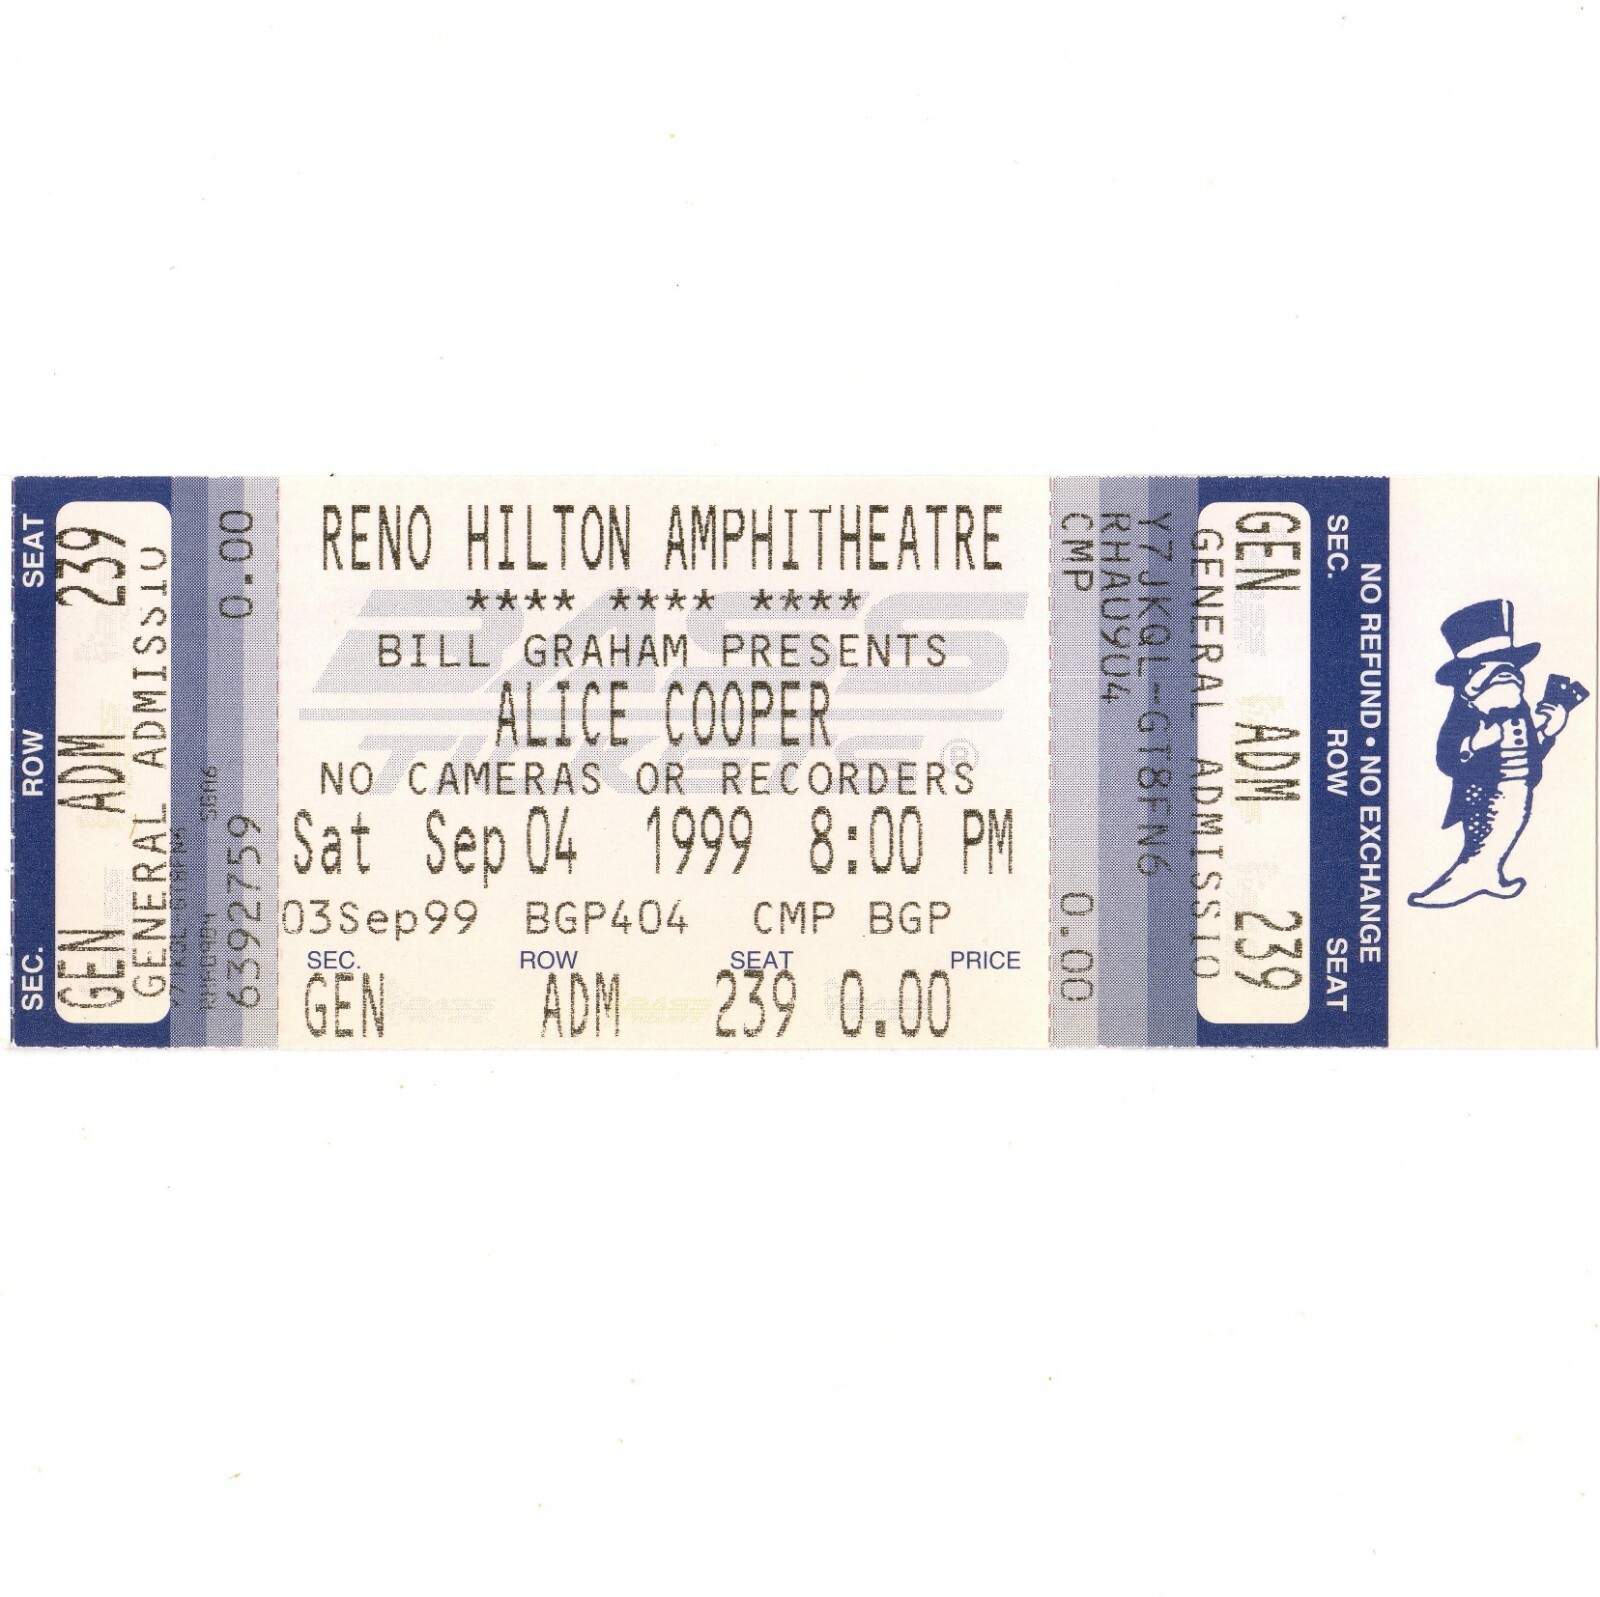 SEC. ROW SEAT
GEN ADM 239
GENERAL ADMISSIO
6392759 0.00
RENO HILTON AMPHITHEATRE
**** **** ****
BASS
TICKETS®
BILL GRAHAM PRESENTS
ALICE COOPER
NO CAMERAS OR RECORDERS
Sat Sep 04 1999 8:00 PM
03Sep99 BGP404 CMP BGP
SEC. ROW SEAT PRICE
GEN ADM 239 0.00
CMP 0.00
RHAU904
Y7JKQL-GT8FN6
GENERAL ADMISSIO
GEN ADM 239
SEC. ROW SEAT
NO REFUND • NO EXCHANGE